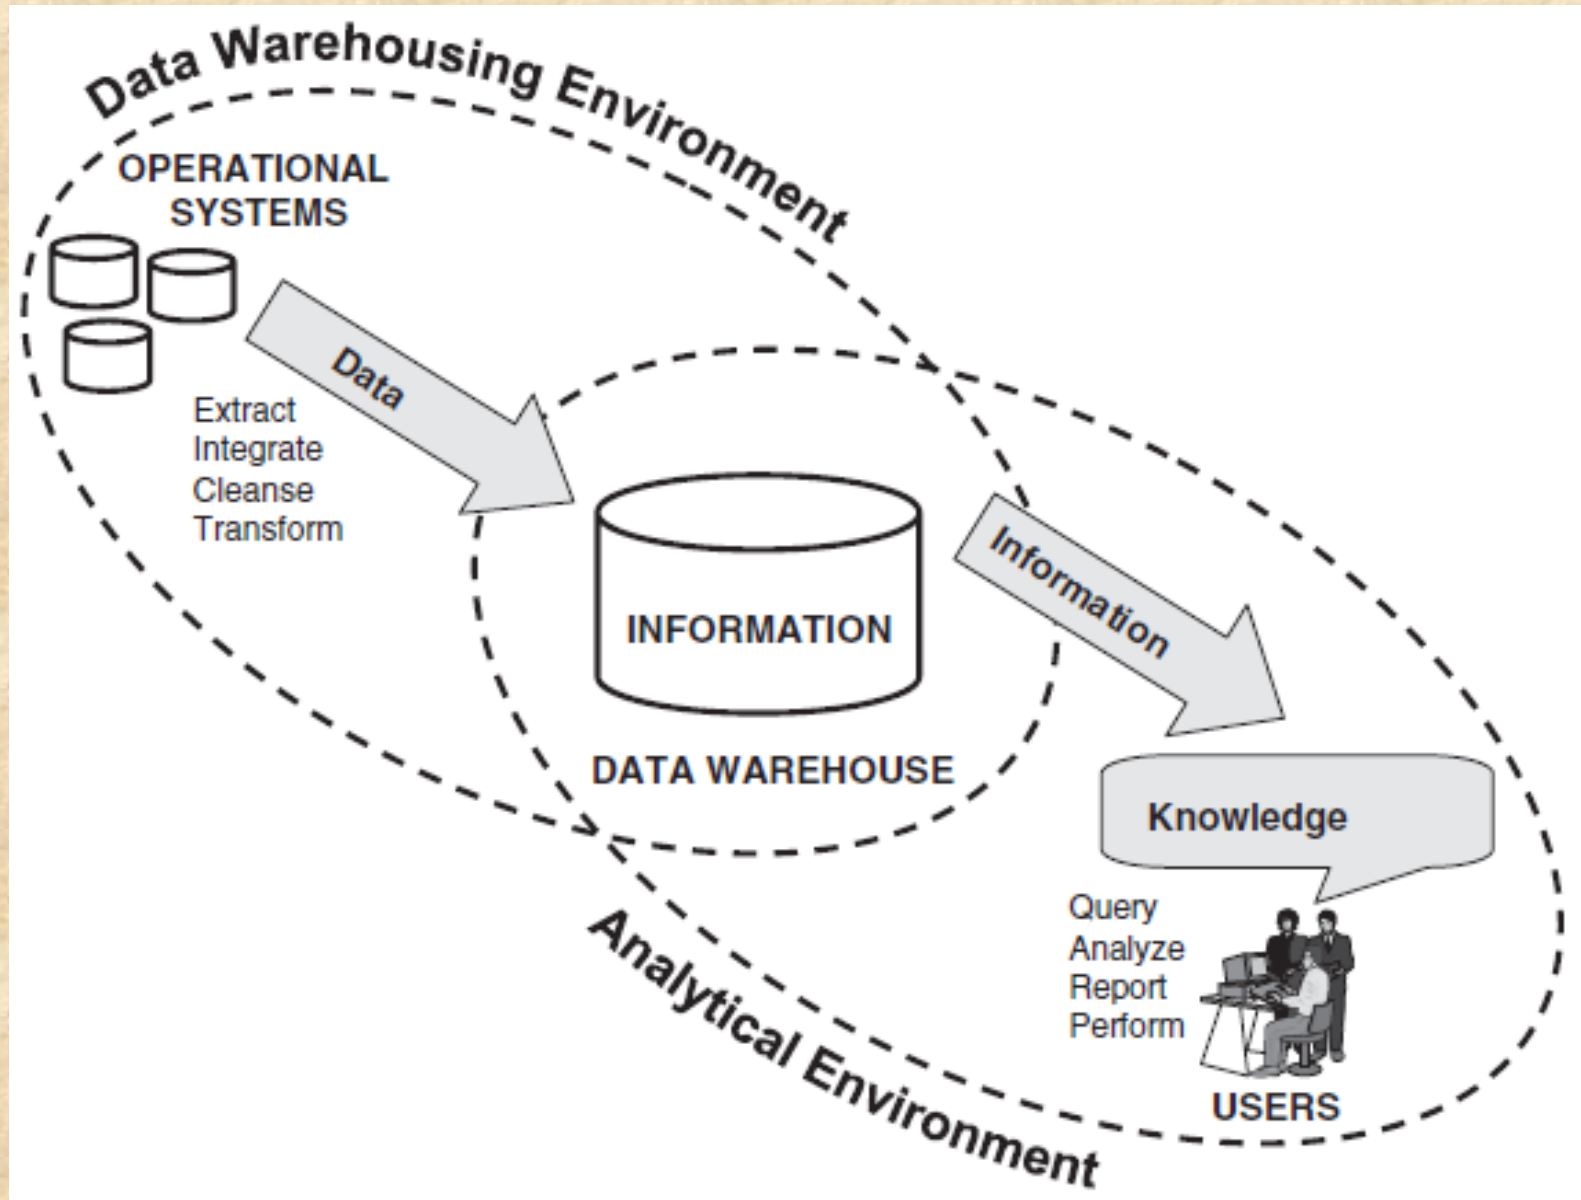 Data Warehousing Environment
OPERATIONAL
SYSTEMS
Data
Extract
Integrate
Cleanse
Transform
INFORMATION
DATA WAREHOUSE
Information
Knowledge
Query
Analyze
Report
Perform
USERS
Analytical Environment